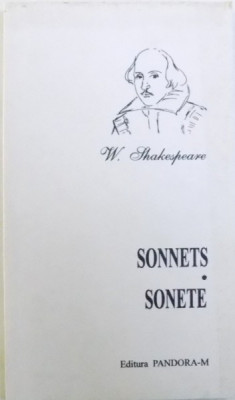 W. Shakespeare
SONNETS
•
SONETE
Editura PANDORA-M